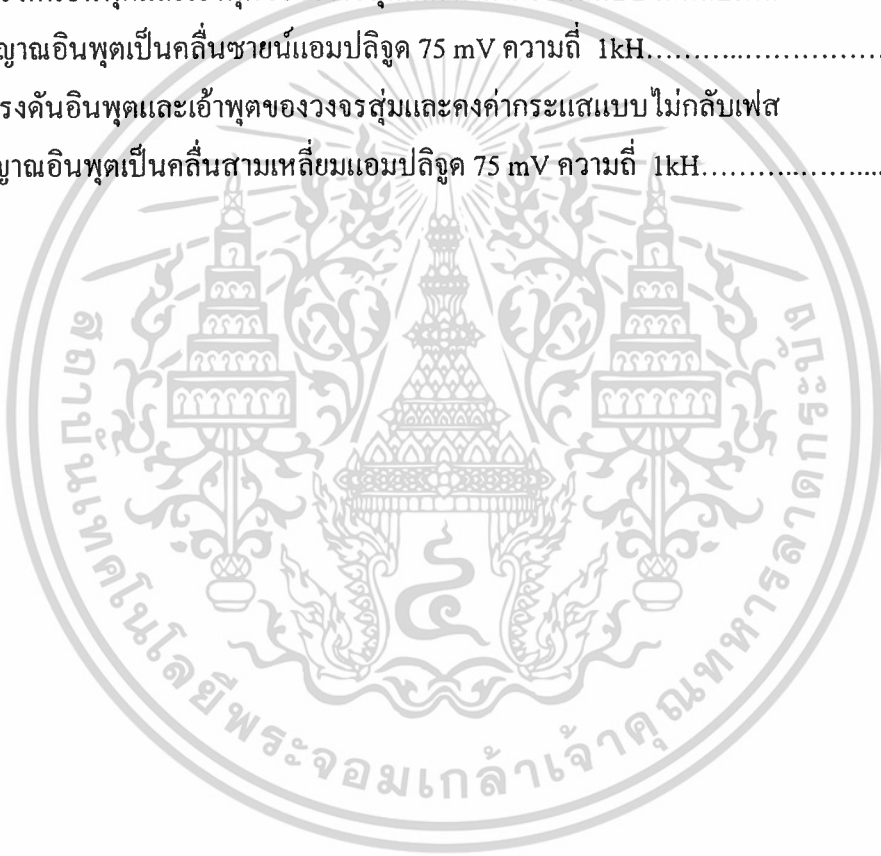 ญาณอินพุตเป็นคลื่นซายน์แอมปลิจูด 75 mV ความถี่ 1kH.............................
รงดันอินพุตและเอ้าพุตของวงจรสุ่มและคงค่ากระแสแบบไม่กลับเฟส
ญาณอินพุตเป็นคลื่นสามเหลี่ยมแอมปลิจูด 75 mV ความถี่ 1kH.......................
สถาบันเทคโนโลยีพระจอมเกล้าเจ้าคุณทหารลาดกระบัง